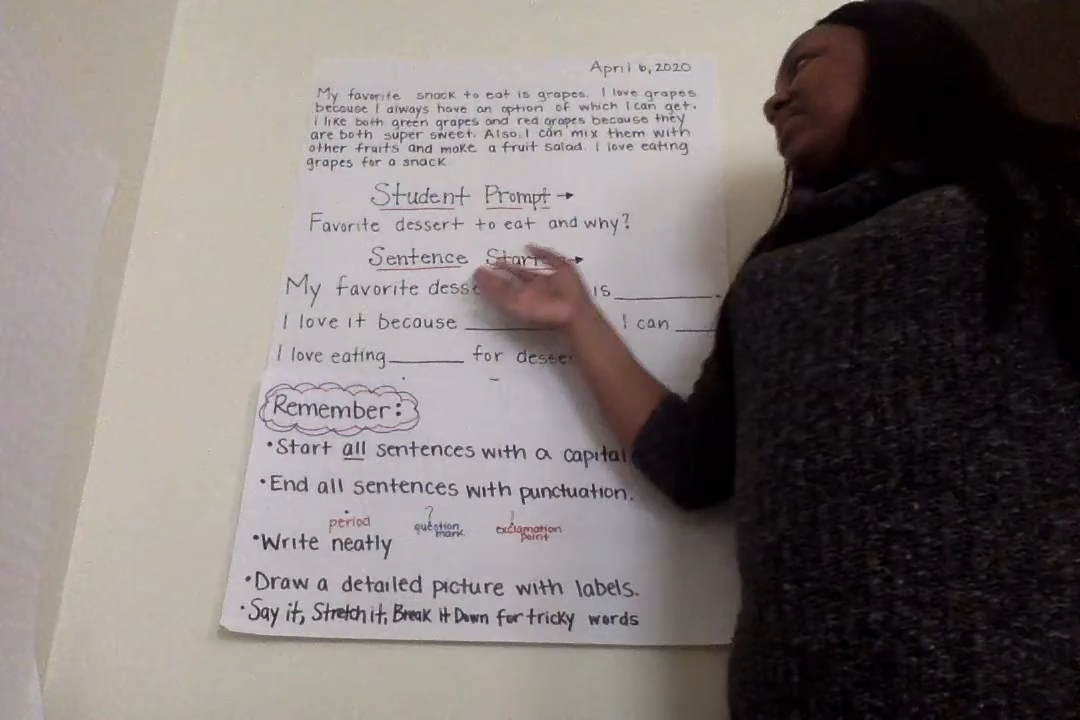 April 6, 2020
My favorite snack to eat is grapes. I love grapes
because I always have an option of which I can get.
I like both green grapes and red grapes because they
are both super sweet. Also, I can mix them with
other fruits and make a fruit salad. I love eating
grapes for a snack.
Student Prompt →
Favorite dessert to eat and why?
Sentence →
My favorite is ________.
I love it because ________ I can ____
I love eating ______ for
Remember:
• Start all sentences with a capital
• End all sentences with punctuation.
. ? !
period question mark exclamation point
• Write neatly
• Draw a detailed picture with labels.
• Say it, Stretch it, Break It Down for tricky words